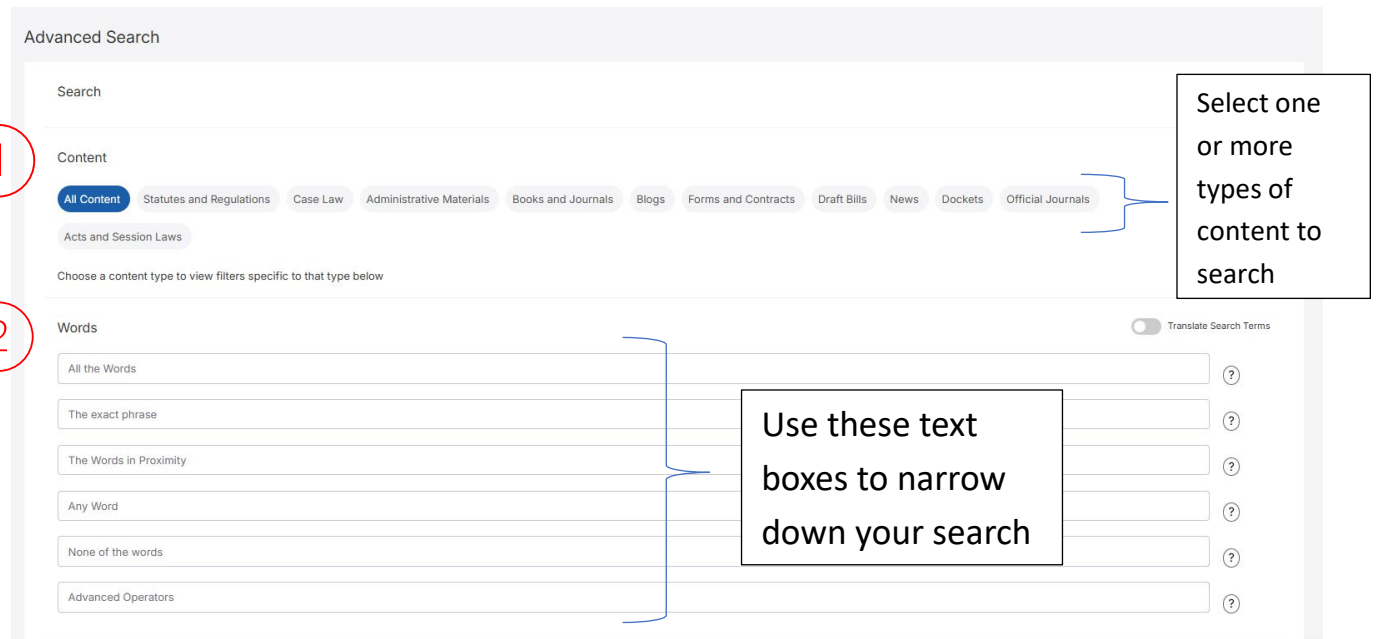 Advanced Search
Search
1
Content
All Content Statutes and Regulations Case Law Administrative Materials Books and Journals Blogs Forms and Contracts Draft Bills News Dockets Official Journals
Acts and Session Laws
Choose a content type to view filters specific to that type below
Select one
or more
types of
content to
search
2
Words
Translate Search Terms
All the Words ?
The exact phrase ?
The Words in Proximity ?
Any Word ?
None of the words ?
Advanced Operators ?
Use these text
boxes to narrow
down your search